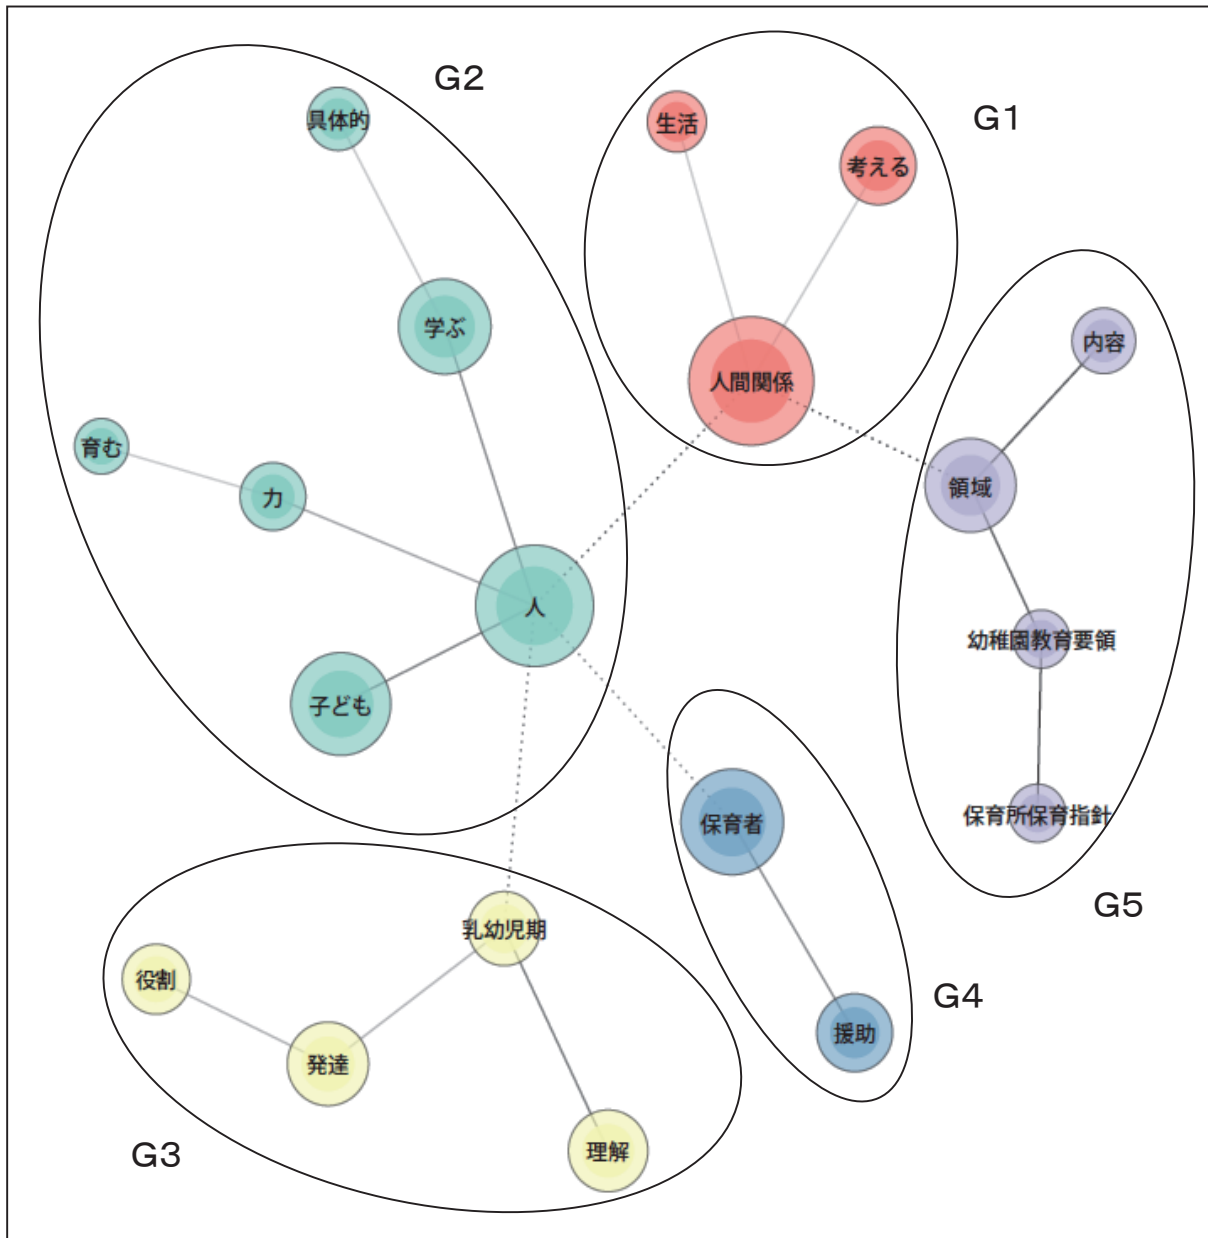 G2
具体的
学ぶ
育む
力
人
子ども
G1
生活
考える
人間関係
内容
領域
幼稚園教育要領
保育所保育指針
G5
保育者
援助
G4
乳幼児期
役割
発達
理解
G3